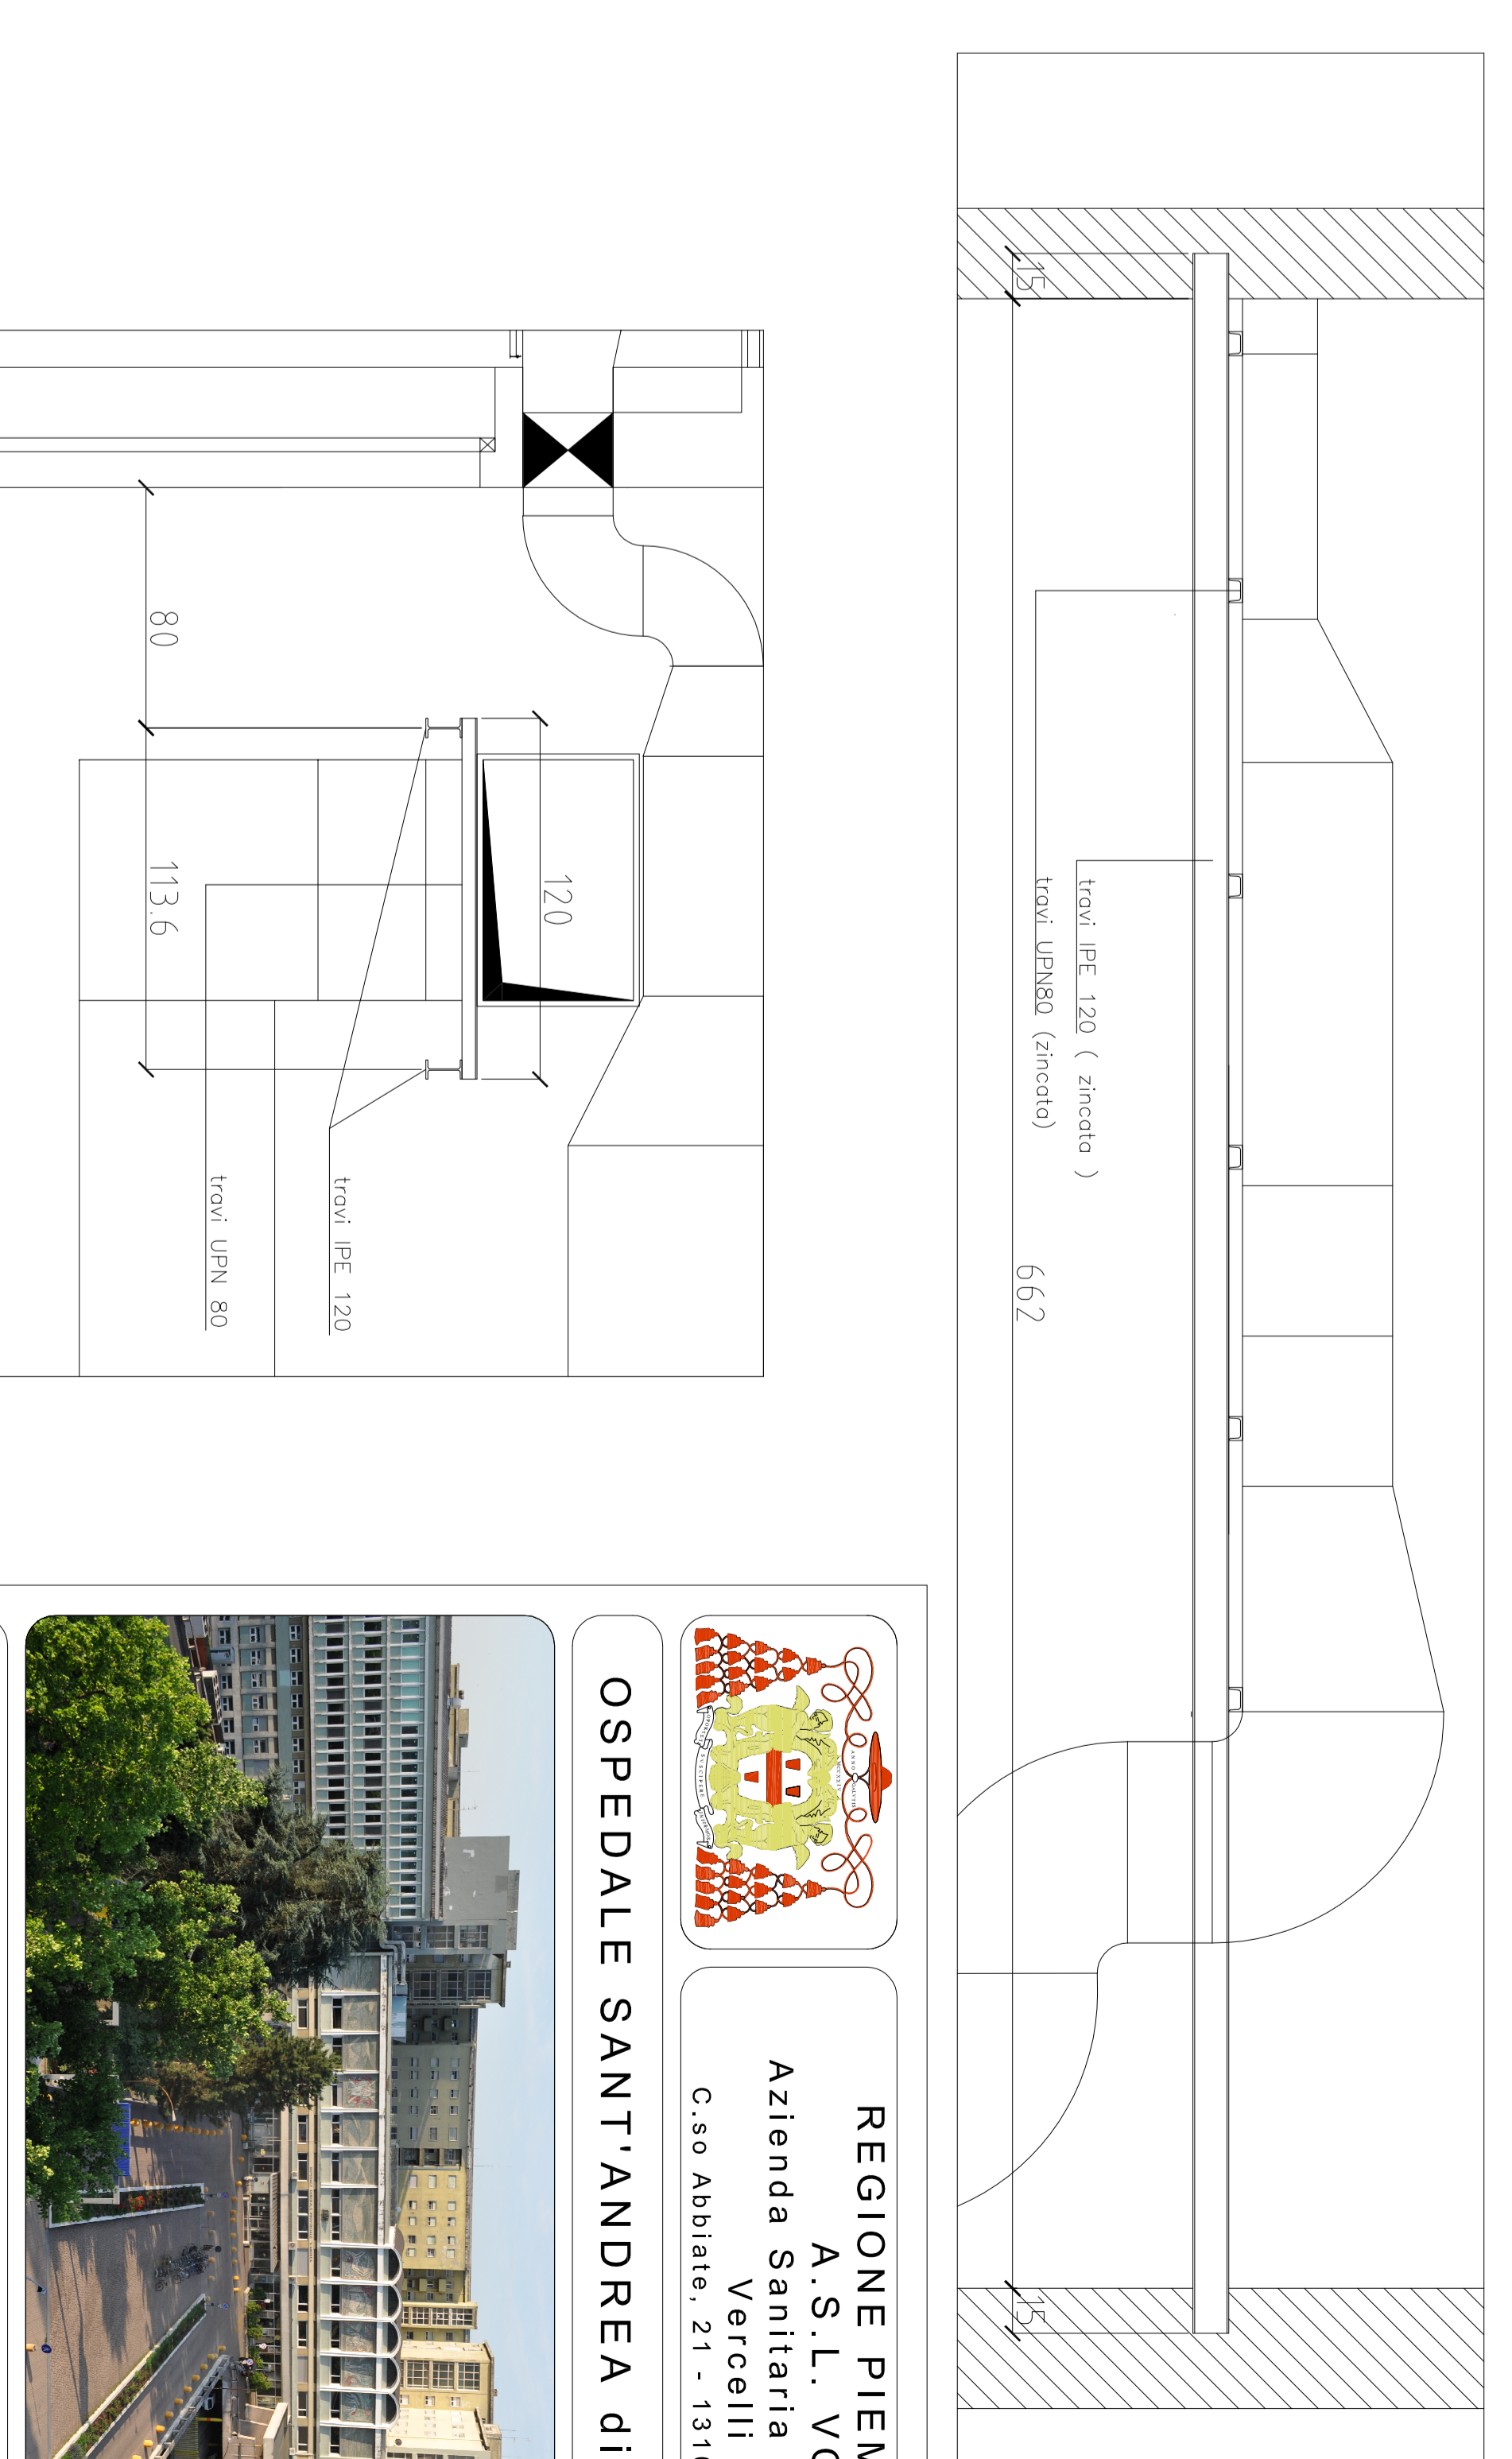 15
travi IPE 120 ( zincata )
travi UPN80 (zincata)
662
15
80
113.6
120
travi IPE 120
travi UPN 80
REGIONE PIEM
A.S.L. VC
Azienda Sanitaria
Vercelli
C.so Abbiate, 21 - 1310
OSPEDALE SANT'ANDREA di